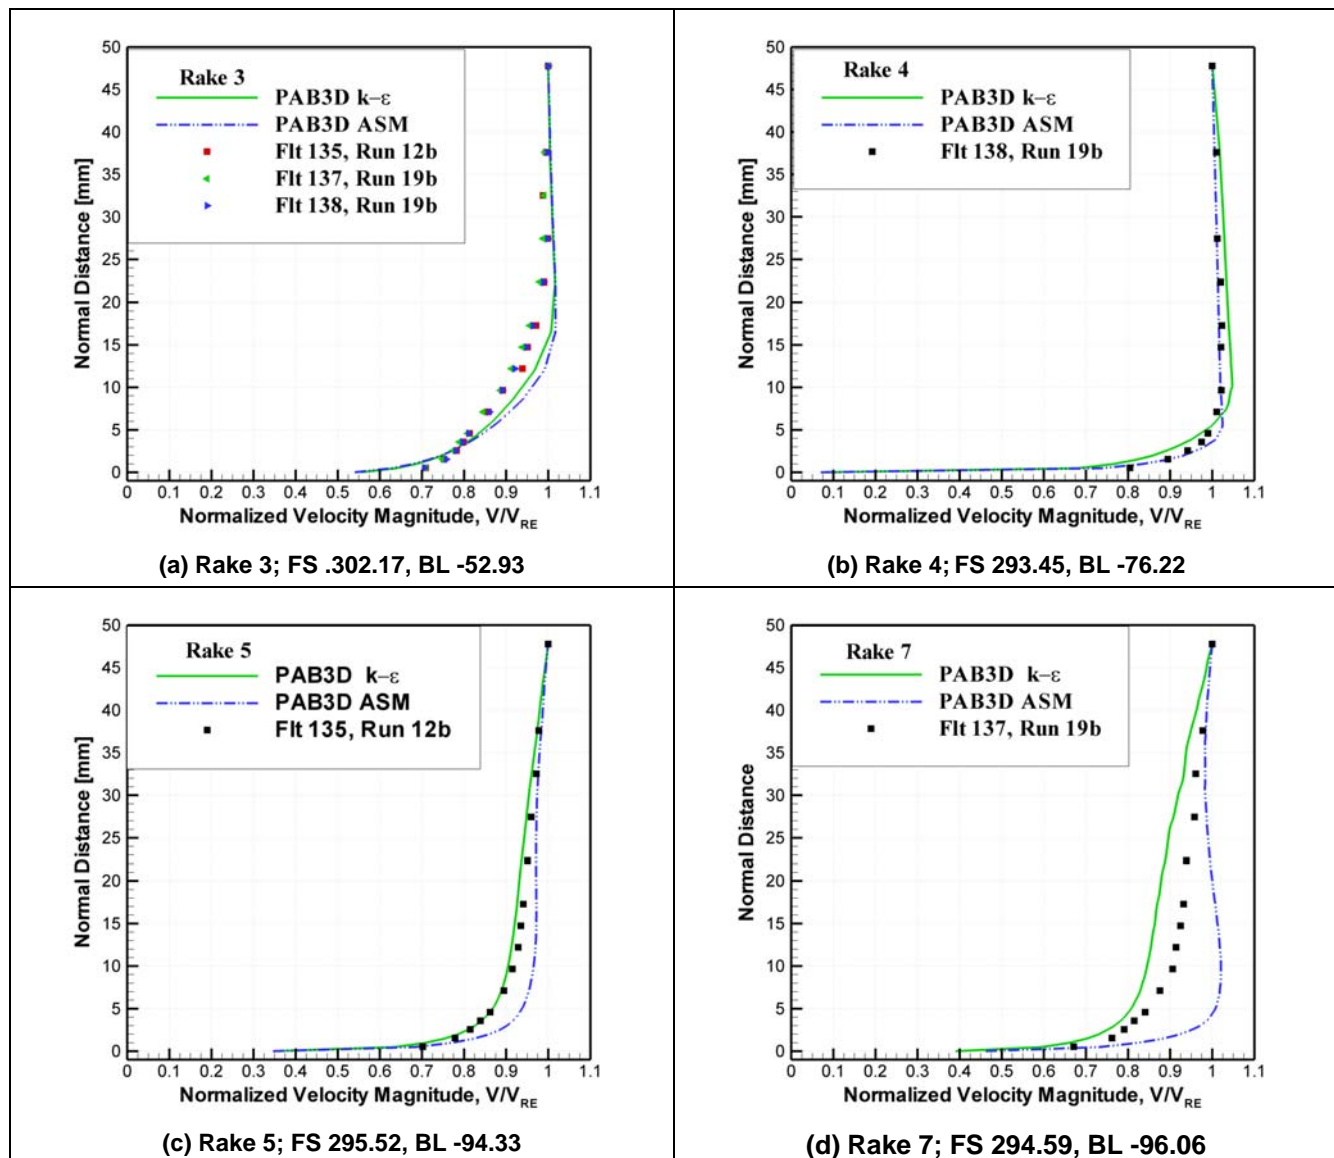 50
45
40
35
30
25
20
15
10
5
0
Normal Distance [mm]
Rake 3
PAB3D k-ε
PAB3D ASM
Flt 135, Run 12b
Flt 137, Run 19b
Flt 138, Run 19b
0 0.1 0.2 0.3 0.4 0.5 0.6 0.7 0.8 0.9 1 1.1
Normalized Velocity Magnitude, V/V_RE
(a) Rake 3; FS .302.17, BL -52.93
50
45
40
35
30
25
20
15
10
5
0
Normal Distance [mm]
Rake 4
PAB3D k-ε
PAB3D ASM
Flt 138, Run 19b
0 0.1 0.2 0.3 0.4 0.5 0.6 0.7 0.8 0.9 1 1.1
Normalized Velocity Magnitude, V/V_RE
(b) Rake 4; FS 293.45, BL -76.22
50
45
40
35
30
25
20
15
10
5
0
Normal Distance [mm]
Rake 5
PAB3D k-ε
PAB3D ASM
Flt 135, Run 12b
0 0.1 0.2 0.3 0.4 0.5 0.6 0.7 0.8 0.9 1 1.1
Normalized Velocity Magnitude, V/V_RE
(c) Rake 5; FS 295.52, BL -94.33
50
45
40
35
30
25
20
15
10
5
0
Normal Distance
Rake 7
PAB3D k-ε
PAB3D ASM
Flt 137, Run 19b
0 0.1 0.2 0.3 0.4 0.5 0.6 0.7 0.8 0.9 1 1.1
Normalized Velocity Magnitude, V/V_RE
(d) Rake 7; FS 294.59, BL -96.06